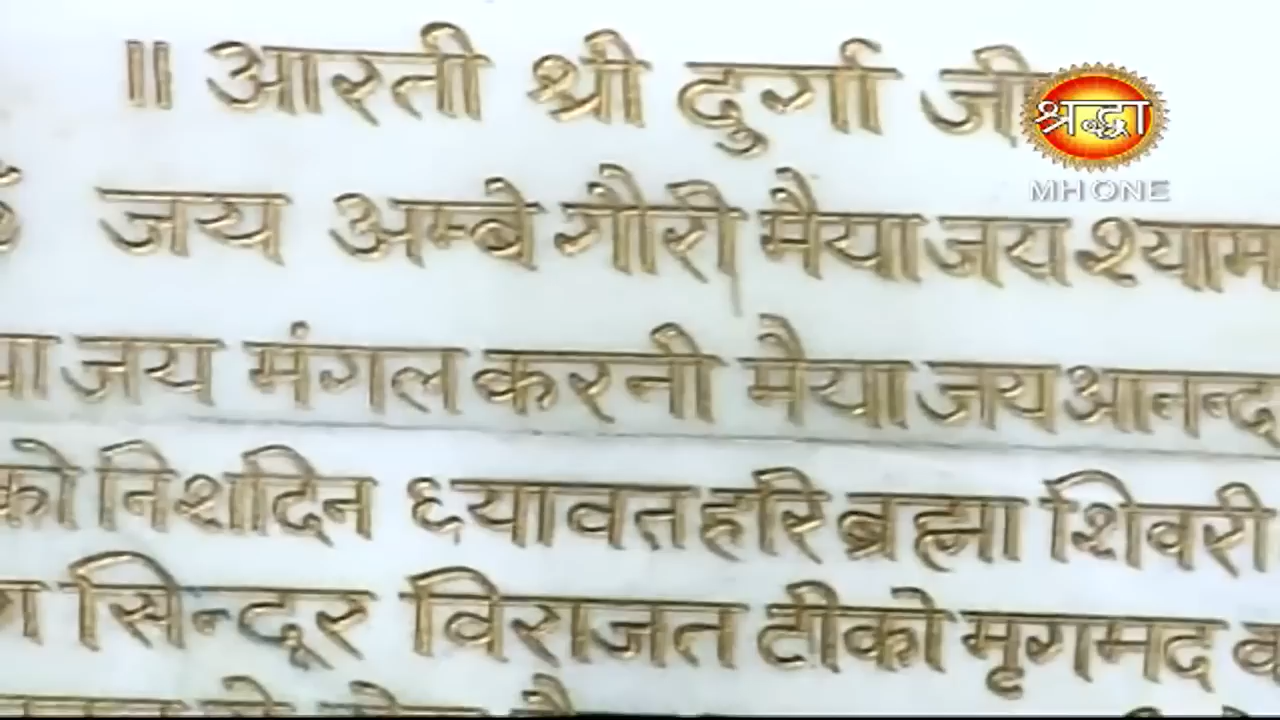 ॥ आरती श्री दुर्गा जी
श्रद्धा
MH ONE
जय अम्बे गौरी मैया जय श्यामा
जय मंगल करनी मैया जय आनन्द
को निशदिन ध्यावत हरि ब्रह्मा शिवरी
सिन्दूर विराजत टीको मृगमद